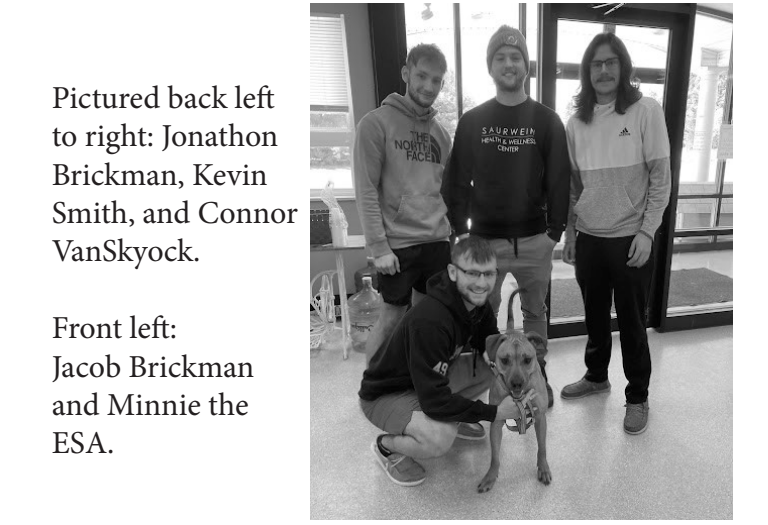 Pictured back left
to right: Jonathon
Brickman, Kevin
Smith, and Connor
VanSkyock.
Front left:
Jacob Brickman
and Minnie the
ESA.
THE
NORTH
FACE
SAURWEIN
HEALTH & WELLNESS
CENTER
adidas
49